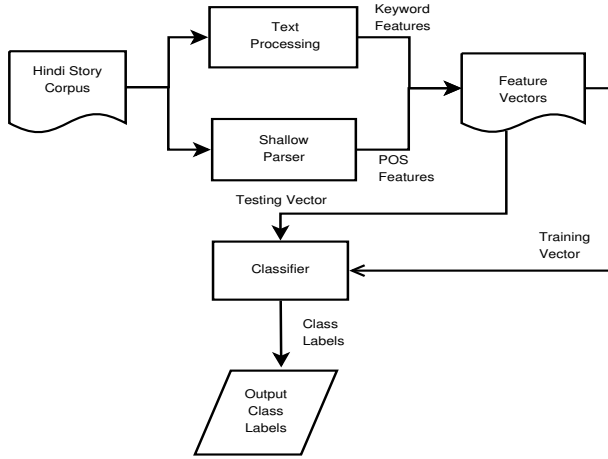 Text
Processing
Keyword
Features
Hindi Story
Corpus
Feature
Vectors
Shallow
Parser
POS
Features
Testing Vector
Training
Vector
Classifier
Class
Labels
Output
Class
Labels